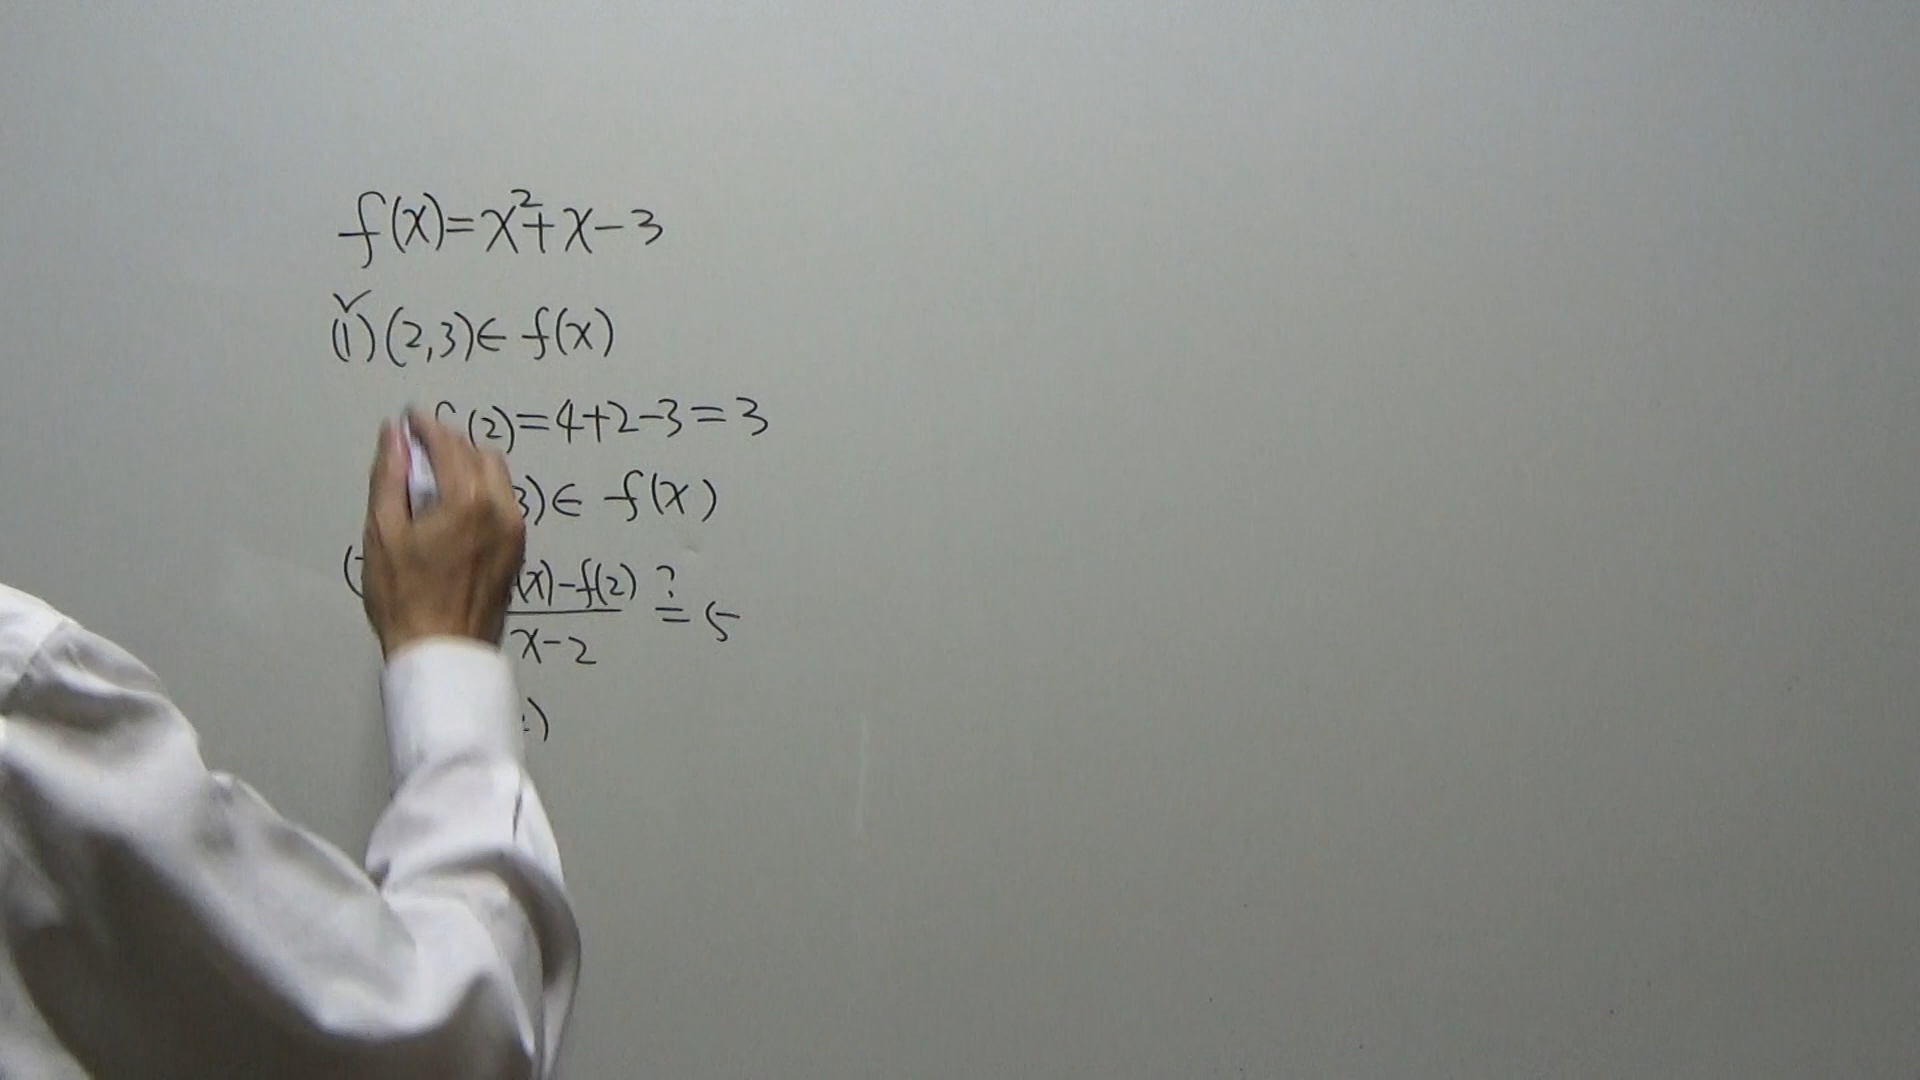 f(x)=x²+x-3
✓
(1)(2,3)∈ f(x)
(2)=4+2-3=3
3)∈ f(x)
(x)-f(2) ?
= 5
x-2
)